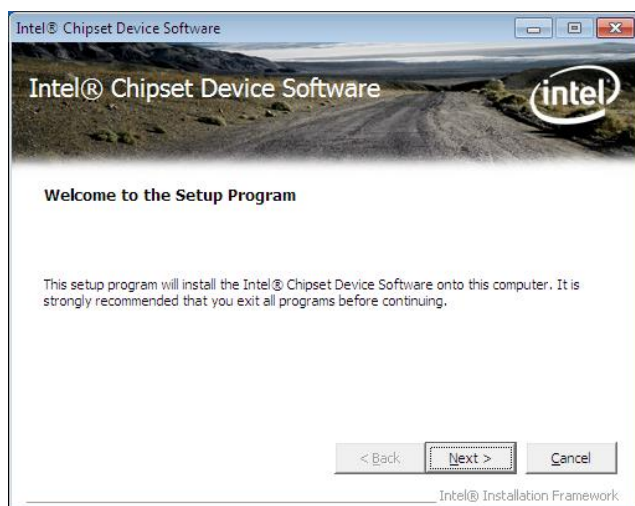 Intel® Chipset Device Software
Intel® Chipset Device Software
intel
Welcome to the Setup Program
This setup program will install the Intel® Chipset Device Software onto this computer. It is
strongly recommended that you exit all programs before continuing.
< Back
Next >
Cancel
Intel® Installation Framework